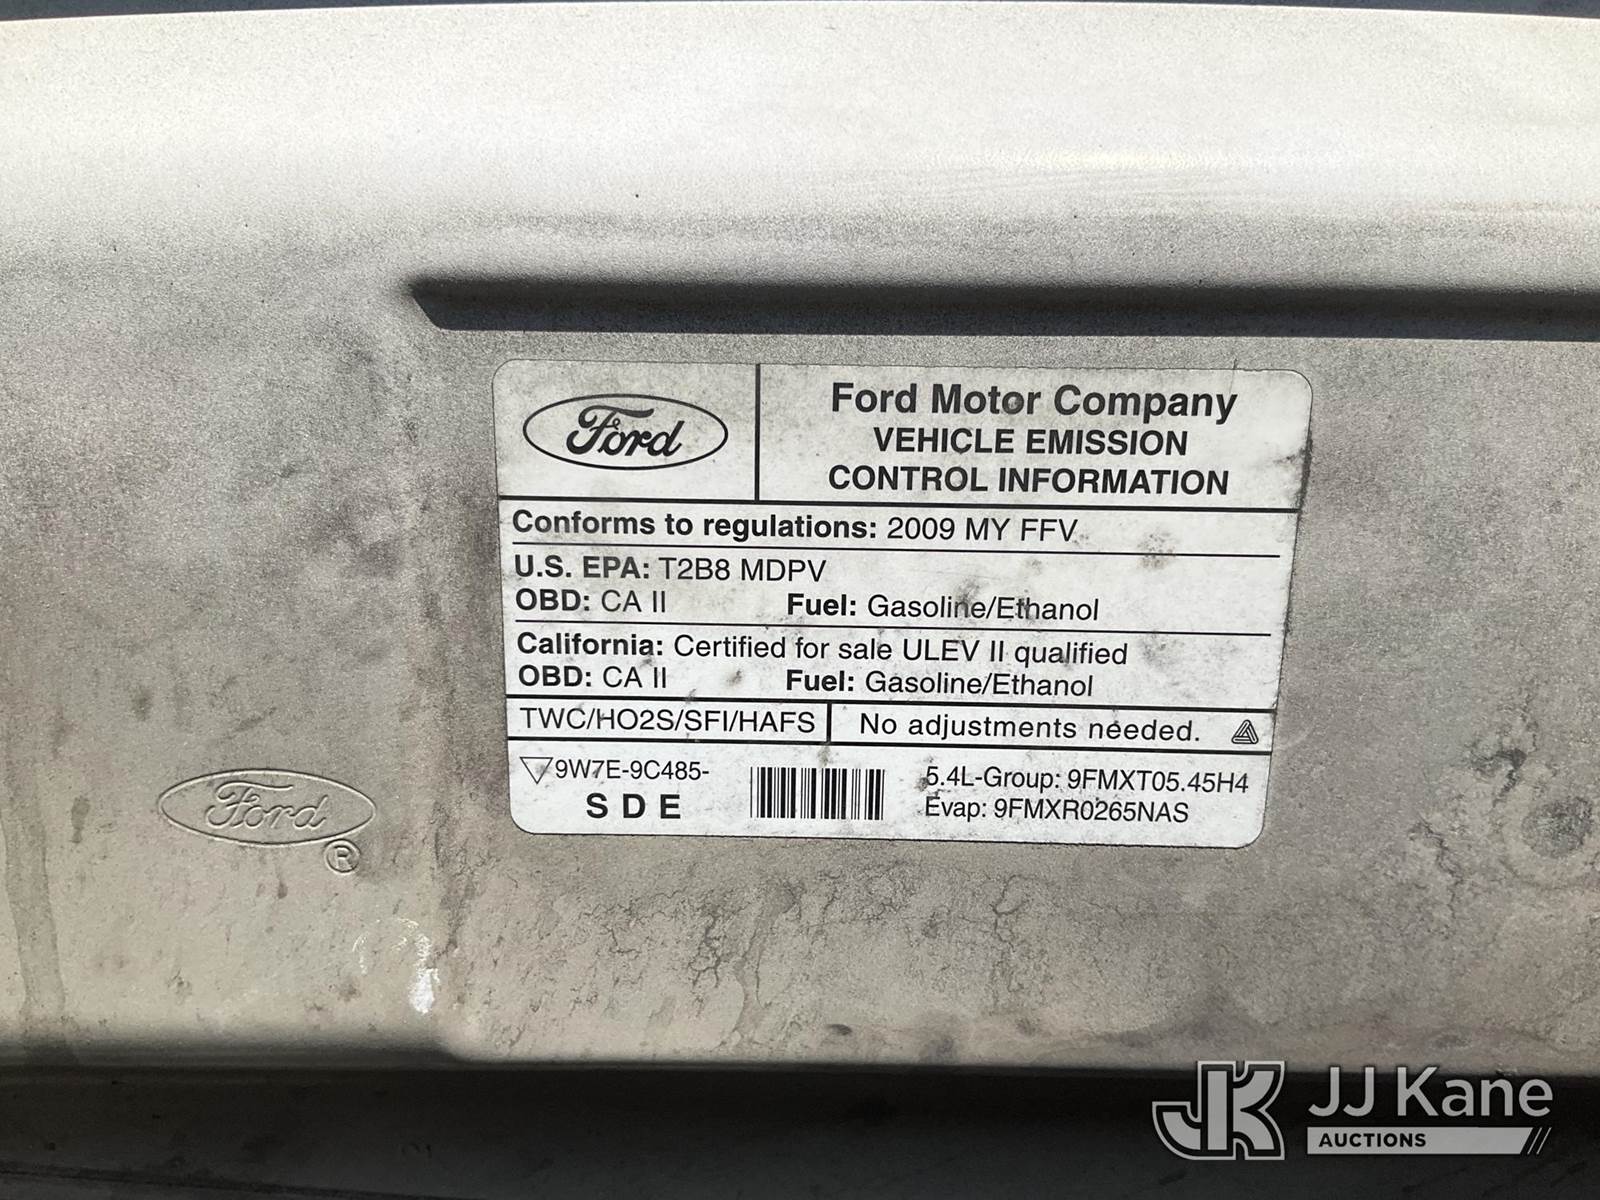 Ford
Ford Motor Company
VEHICLE EMISSION
CONTROL INFORMATION
Conforms to regulations: 2009 MY FFV
U.S. EPA: T2B8 MDPV
OBD: CA II Fuel: Gasoline/Ethanol
California: Certified for sale ULEV II qualified
OBD: CA II Fuel: Gasoline/Ethanol
TWC/HO2S/SFI/HAFS No adjustments needed.
9W7E-9C485-
S D E
5.4L-Group: 9FMXT05.45H4
Evap: 9FMXR0265NAS
Ford
®
JK JJ Kane
AUCTIONS